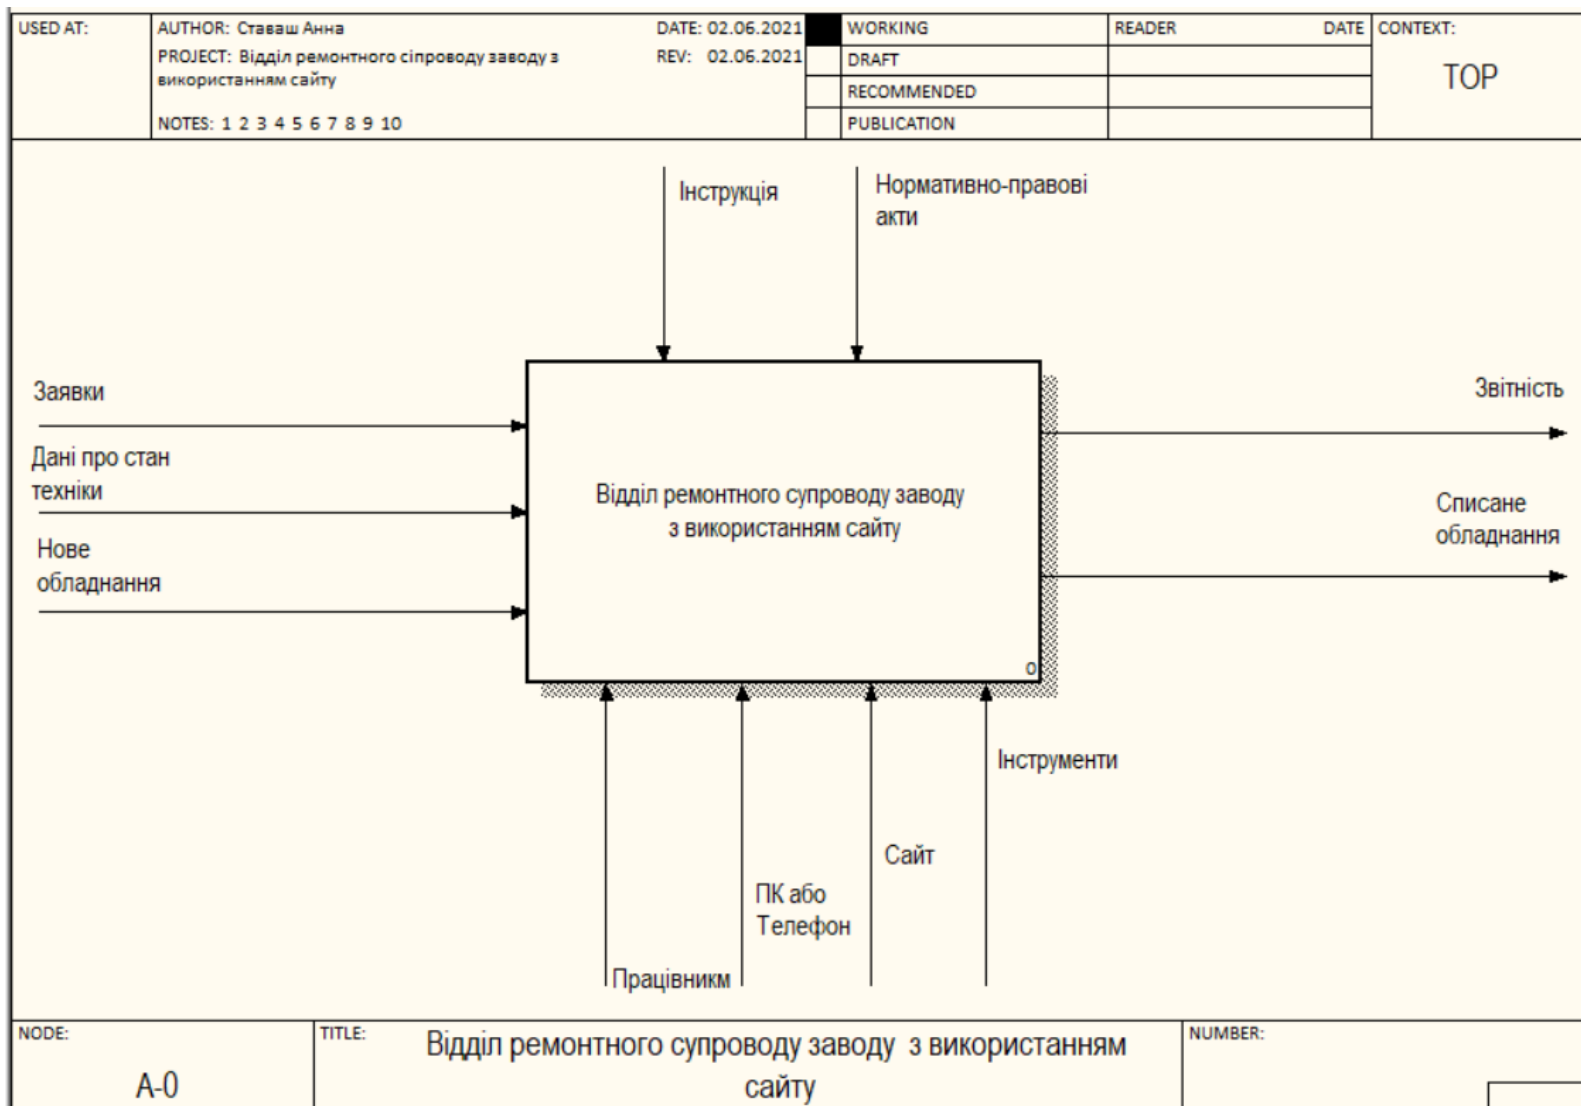 USED AT:
AUTHOR: Ставаш Анна
DATE: 02.06.2021
PROJECT: Відділ ремонтного сіпроводу заводу з
REV: 02.06.2021
використанням сайту
NOTES: 1 2 3 4 5 6 7 8 9 10
WORKING
DRAFT
RECOMMENDED
PUBLICATION
READER DATE
CONTEXT:
TOP
Інструкція
Нормативно-правові
акти
Заявки
Дані про стан
техніки
Нове
обладнання
Відділ ремонтного супроводу заводу
з використанням сайту
0
Звітність
Списане
обладнання
Інструменти
Сайт
ПК або
Телефон
Працівникм
NODE:
A-0
TITLE:
Відділ ремонтного супроводу заводу з використанням
сайту
NUMBER: